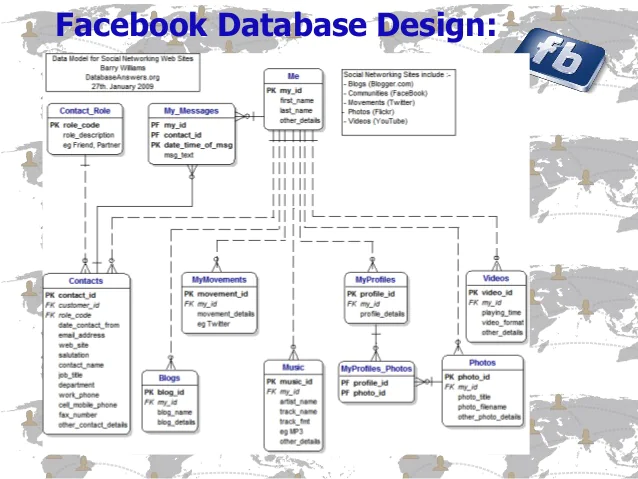 Facebook Database Design:
fb
Data Model for Social Networking Web Sites
Barry Williams
DatabaseAnswers.org
27th. January 2009
Me
PK my_id
first_name
last_name
other_details
Social Networking Sites include :-
- Blogs (Blogger.com)
- Communities (FaceBook)
- Movements (Twitter)
- Photos (Flickr)
- Videos (YouTube)
Contact_Role
PK role_code
role_description
eg Friend, Partner
My_Messages
PF my_id
PF contact_id
PK date_time_of_msg
msg_text
Contacts
PK contact_id
FK customer_id
FK role_code
date_contact_from
email_address
web_site
salutation
contact_name
job_title
department
work_phone
cell_mobile_phone
fax_number
other_contact_details
MyMovements
PK movement_id
FK my_id
movement_details
eg Twitter
MyProfiles
PK profile_id
FK my_id
profile_details
Videos
PK video_id
FK my_id
playing_time
video_format
other_details
Blogs
PK blog_id
FK my_id
blog_name
blog_details
Music
PK music_id
FK my_id
artist_name
track_name
track_fmt
eg MP3
other_details
MyProfiles_Photos
PF profile_id
PF photo_id
Photos
PK photo_id
FK my_id
photo_title
photo_filename
other_photo_details